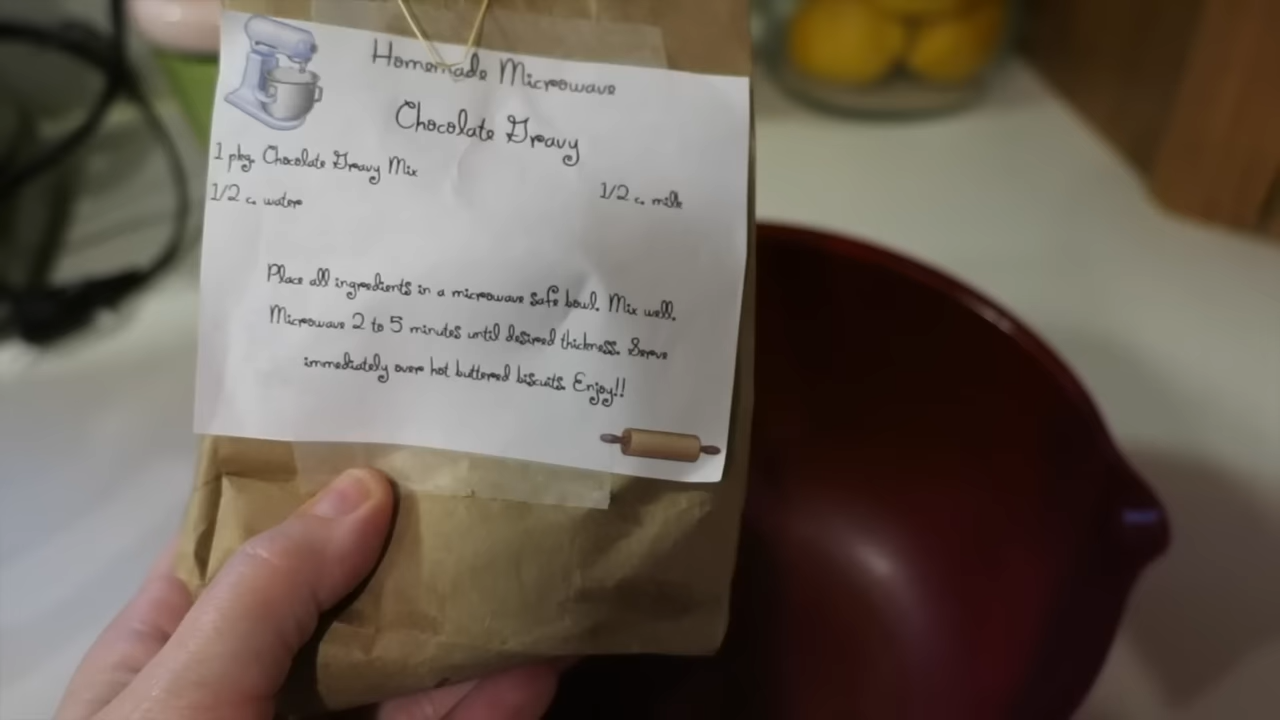 Homemade Microwave
Chocolate Gravy
1 pkg. Chocolate Gravy Mix
1/2 c. milk
1/2 c. water
Place all ingredients in a microwave safe bowl. Mix well.
Microwave 2 to 5 minutes until desired thickness. Serve
immediately over hot buttered biscuits. Enjoy!!